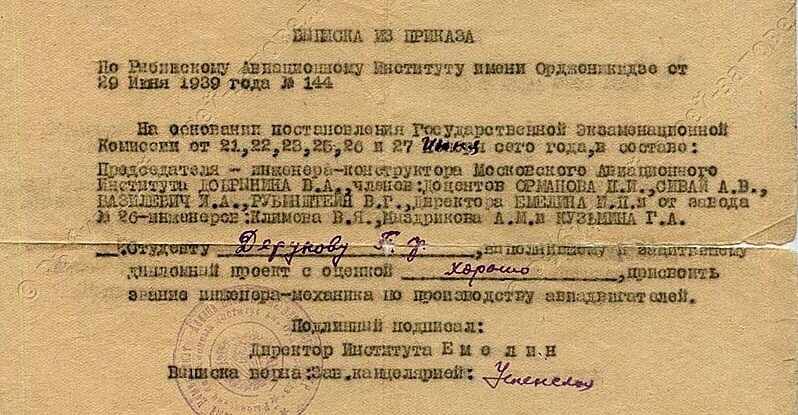 ВЫПИСКА ИЗ ПРИКАЗА
По Рыбинскому Авиационному Институту имени Орджоникидзе от
29 Июня 1939 года № 144
На основании постановления Государственной Экзаменационной
Комиссии от 21,22,23,25,26 и 27 Июня сего года,в составе:
Председателя – инженера-конструктора Московского Авиационного
Института ДОБРЫНИНА В.А.,членов:Доцентов ОРМАНОВА И.И.,СИВАЙ А.В.,
ВАЗИЛЕВИЧ Я.А.,РУБИНШТЕЙН В.Г.,Директора ЕМЕЛИНА И.И.и от завода
№ 26-инженеров:Климова В.Я.,Мыздрикова А.М.и КУЗЬМИНА Г.А.
Студенту Дерунову П. Ф. ,выполнившему и защитившему
дипломный проект с оценкой хорошо ,присвоить
звание инженера-механика по производству авиадвигателей.
Подлинный подписал:
Директор Института Е м е л и н
Выписка верна:Зав.канцелярией: